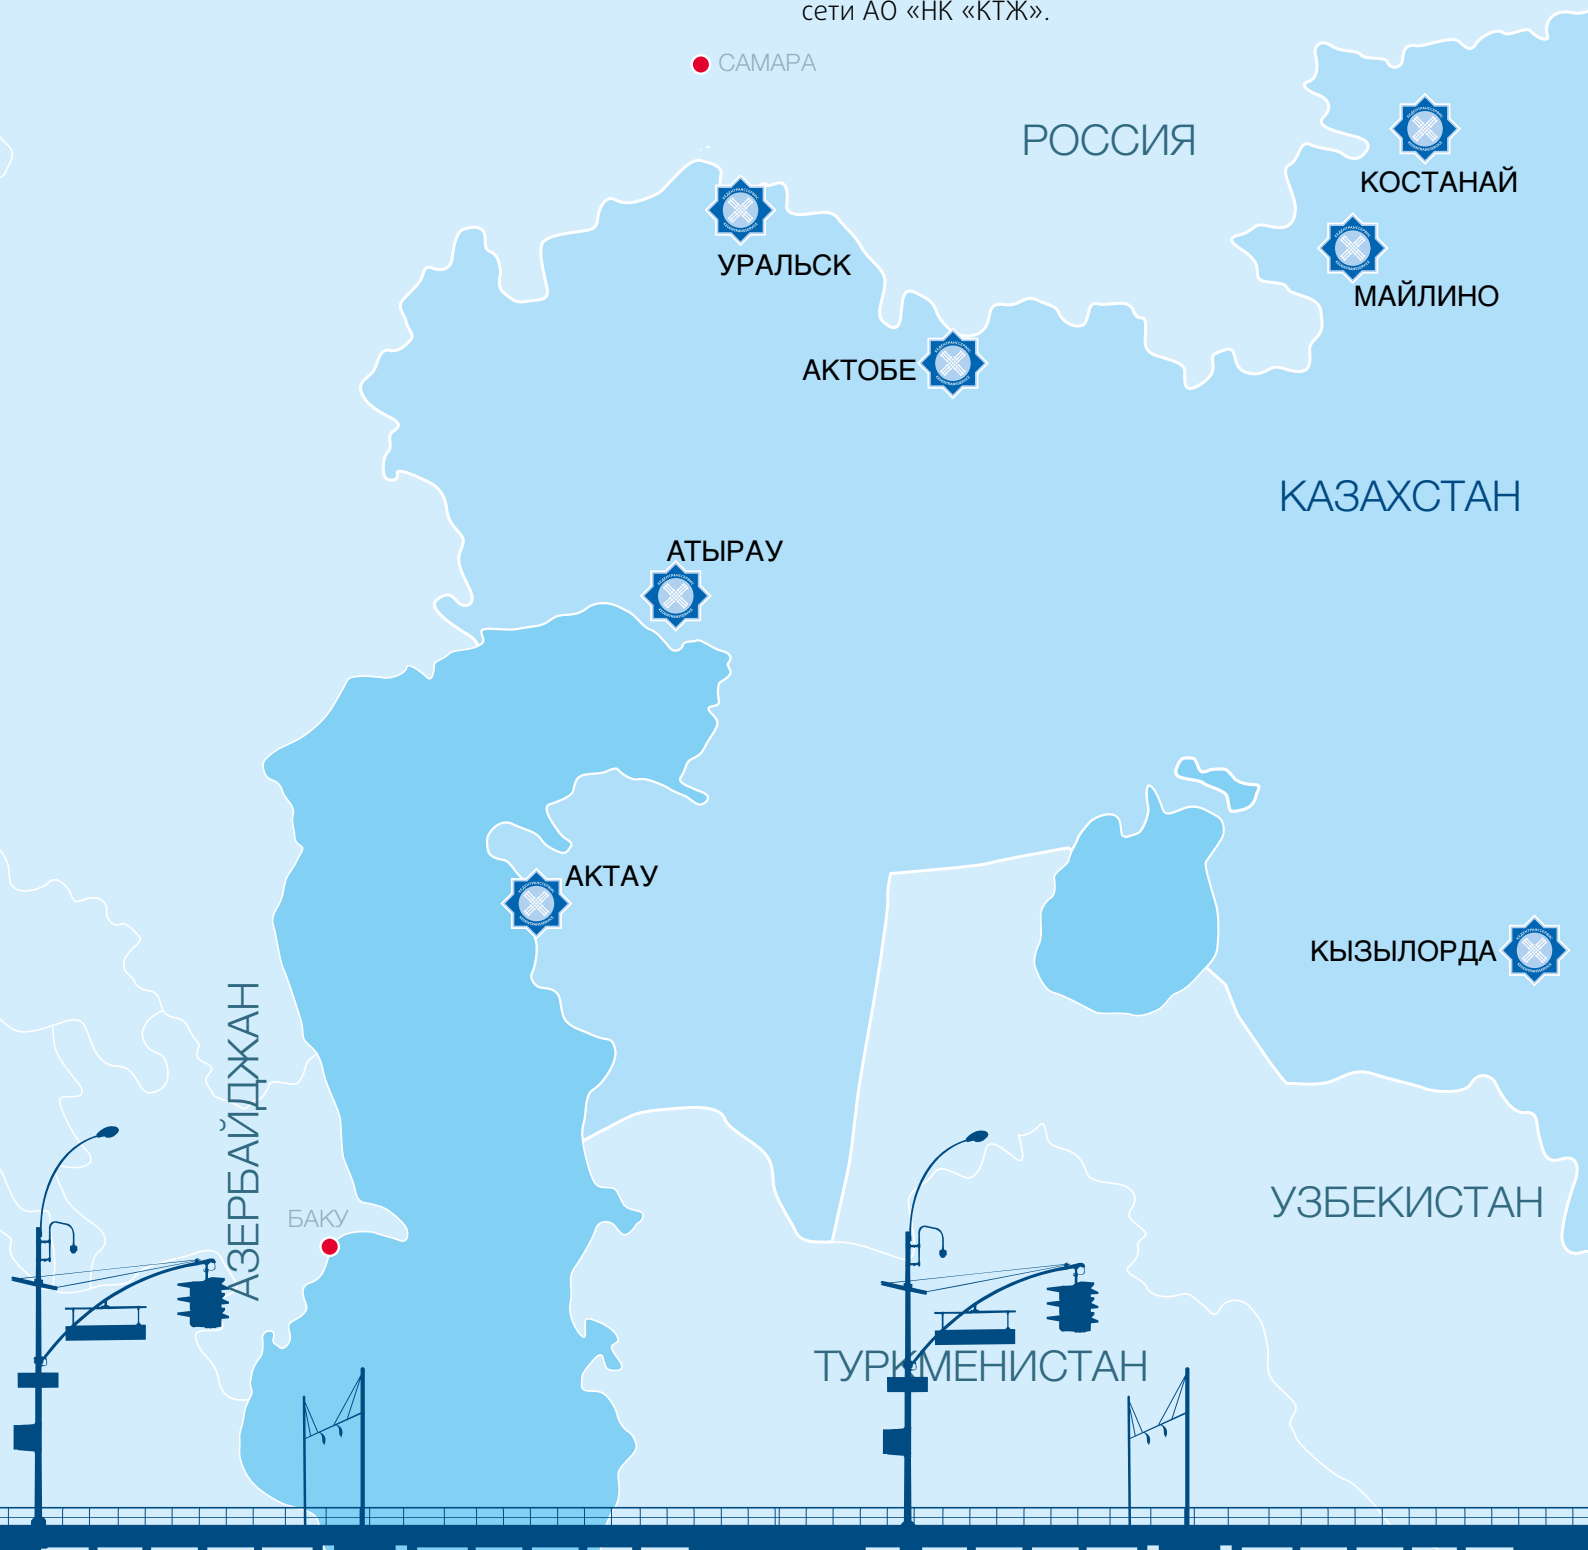 сети АО «НК «КТЖ».
САМАРА
РОССИЯ
КОСТАНАЙ
УРАЛЬСК
МАЙЛИНО
АКТОБЕ
КАЗАХСТАН
АТЫРАУ
АКТАУ
КЫЗЫЛОРДА
АЗЕРБАЙДЖАН
УЗБЕКИСТАН
БАКУ
ТУРКМЕНИСТАН